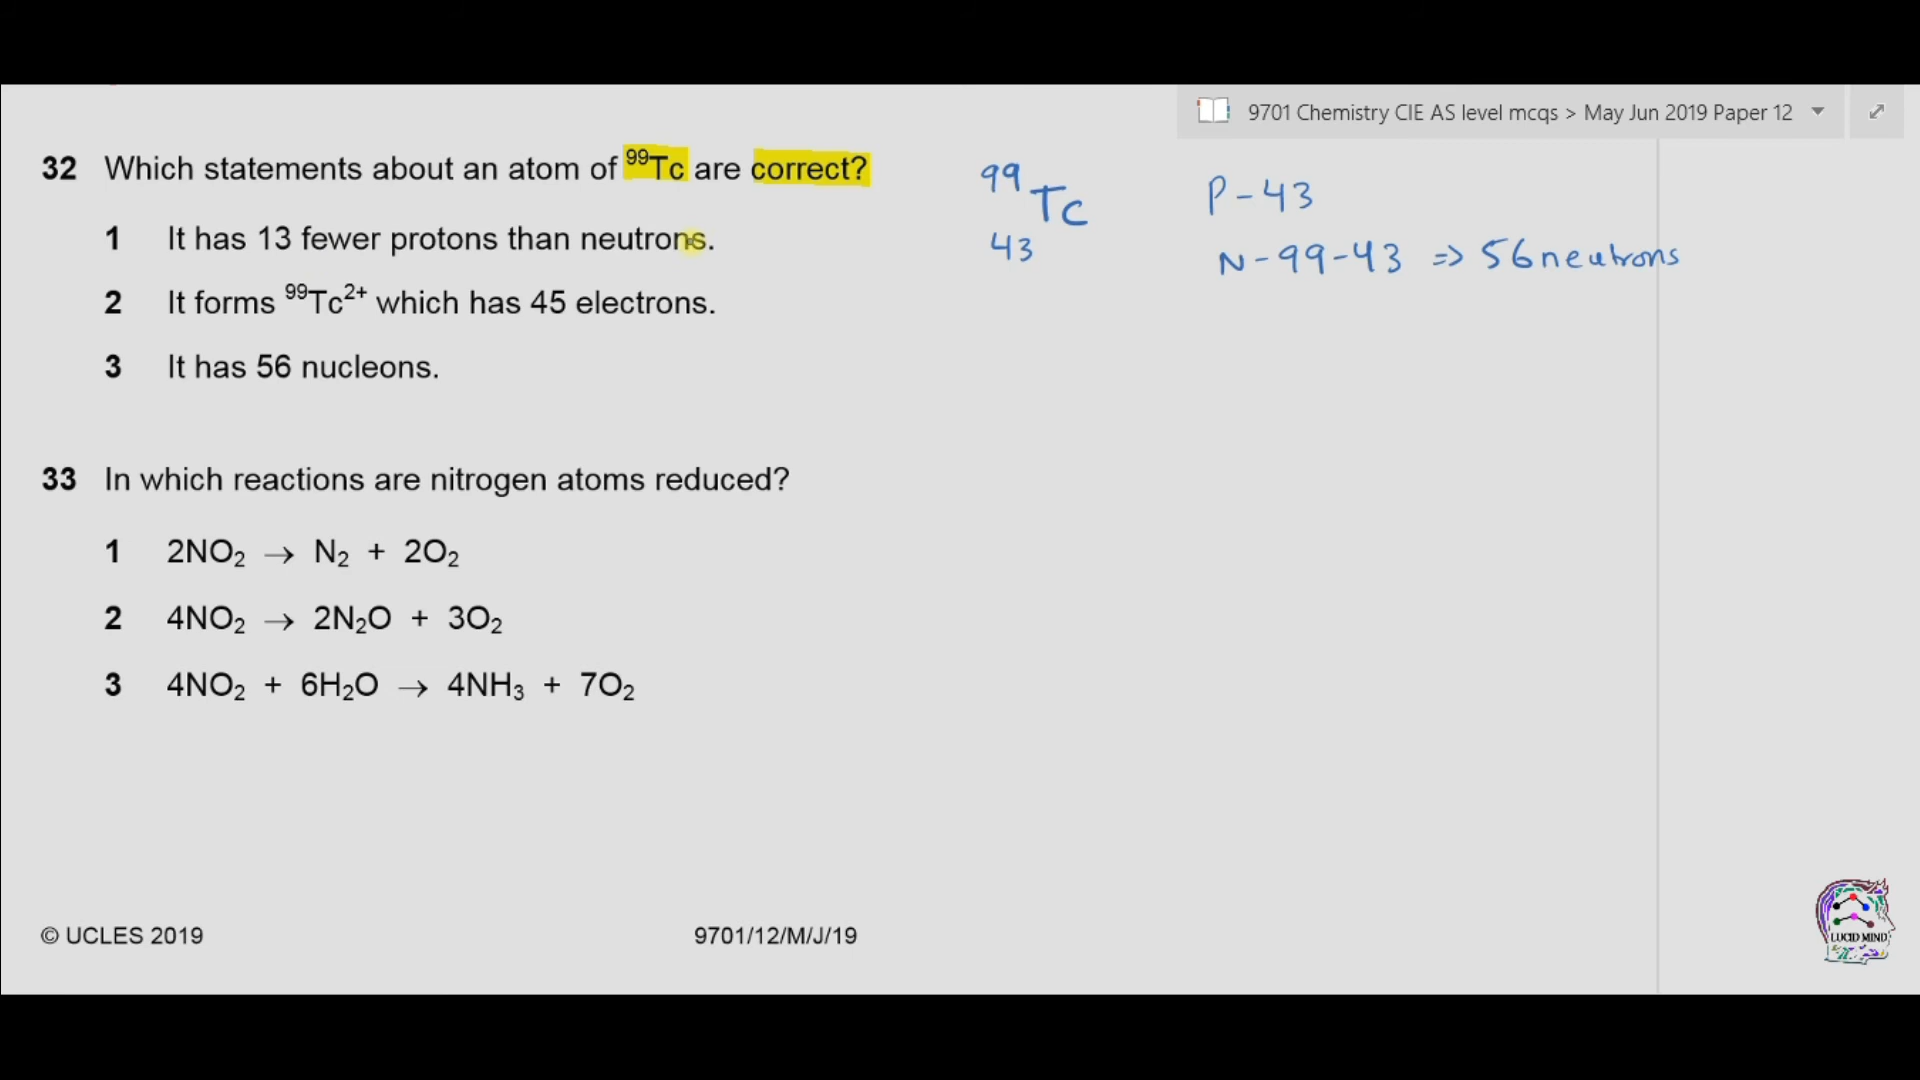 9701 Chemistry CIE AS level mcqs > May Jun 2019 Paper 12
32 Which statements about an atom of ⁹⁹Tc are correct?
1 It has 13 fewer protons than neutrons.
2 It forms ⁹⁹Tc²⁺ which has 45 electrons.
3 It has 56 nucleons.
99
Tc
43
P - 43
N - 99 - 43 => 56 neutrons
33 In which reactions are nitrogen atoms reduced?
1 2NO₂ → N₂ + 2O₂
2 4NO₂ → 2N₂O + 3O₂
3 4NO₂ + 6H₂O → 4NH₃ + 7O₂
© UCLES 2019
9701/12/M/J/19
LUCID MIND